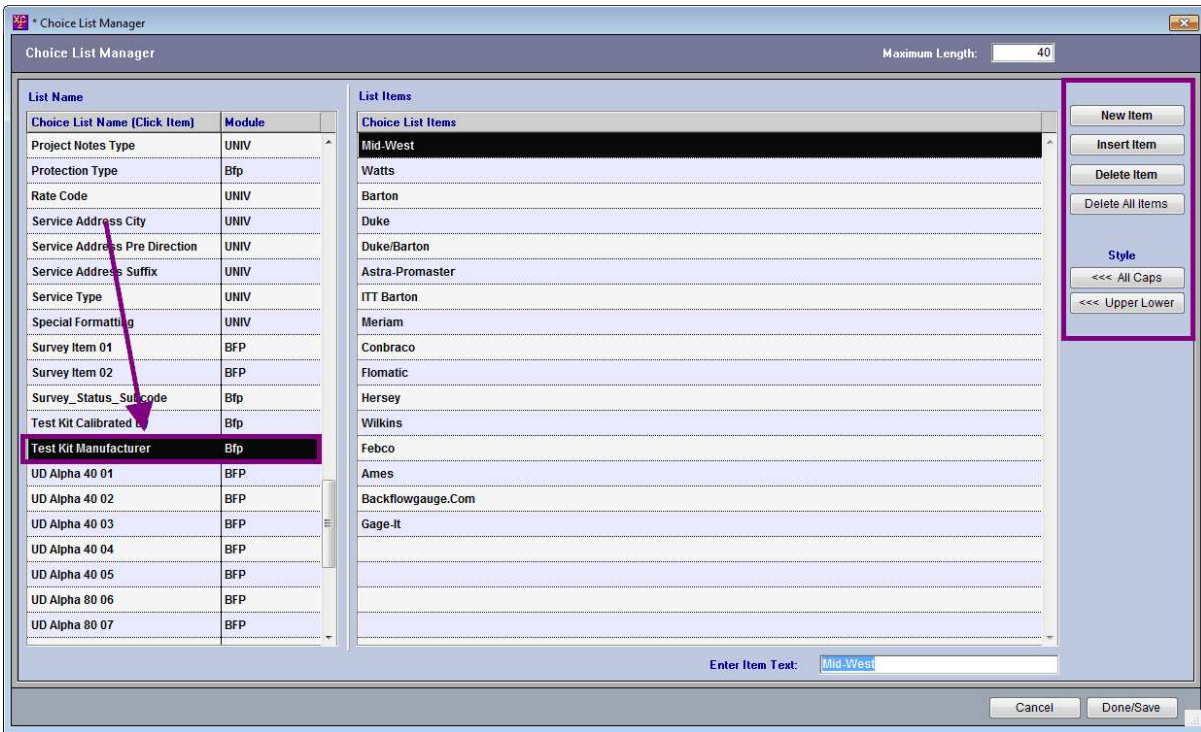 * Choice List Manager
Choice List Manager
Maximum Length: 40
List Name
Choice List Name (Click Item) Module
Project Notes Type UNIV
Protection Type Bfp
Rate Code UNIV
Service Address City UNIV
Service Address Pre Direction UNIV
Service Address Suffix UNIV
Service Type UNIV
Special Formatting UNIV
Survey Item 01 BFP
Survey Item 02 BFP
Survey_Status_Subcode Bfp
Test Kit Calibrated Bfp
Test Kit Manufacturer Bfp
UD Alpha 40 01 BFP
UD Alpha 40 02 BFP
UD Alpha 40 03 BFP
UD Alpha 40 04 BFP
UD Alpha 40 05 BFP
UD Alpha 80 06 BFP
UD Alpha 80 07 BFP
List Items
Choice List Items
Mid-West
Watts
Barton
Duke
Duke/Barton
Astra-Promaster
ITT Barton
Meriam
Conbraco
Flomatic
Hersey
Wilkins
Febco
Ames
Backflowgauge.Com
Gage-It
Enter Item Text: Mid-West
New Item
Insert Item
Delete Item
Delete All Items
Style
<<< All Caps
<<< Upper Lower
Cancel Done/Save